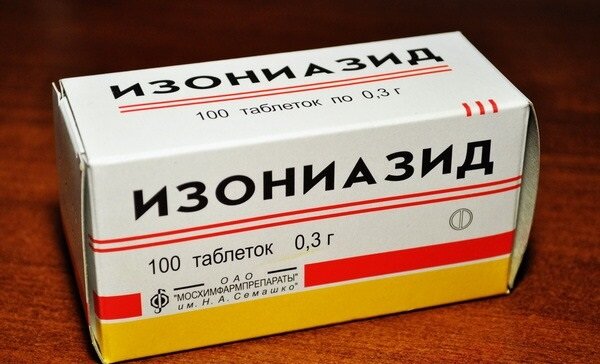 ИЗОНИАЗИД
100 таблеток по 0,3 г
ИЗОНИАЗИД
100 таблеток 0,3 г
ОАО
"МОСХИМФАРМПРЕПАРАТЫ"
им. Н. А. Семашко"